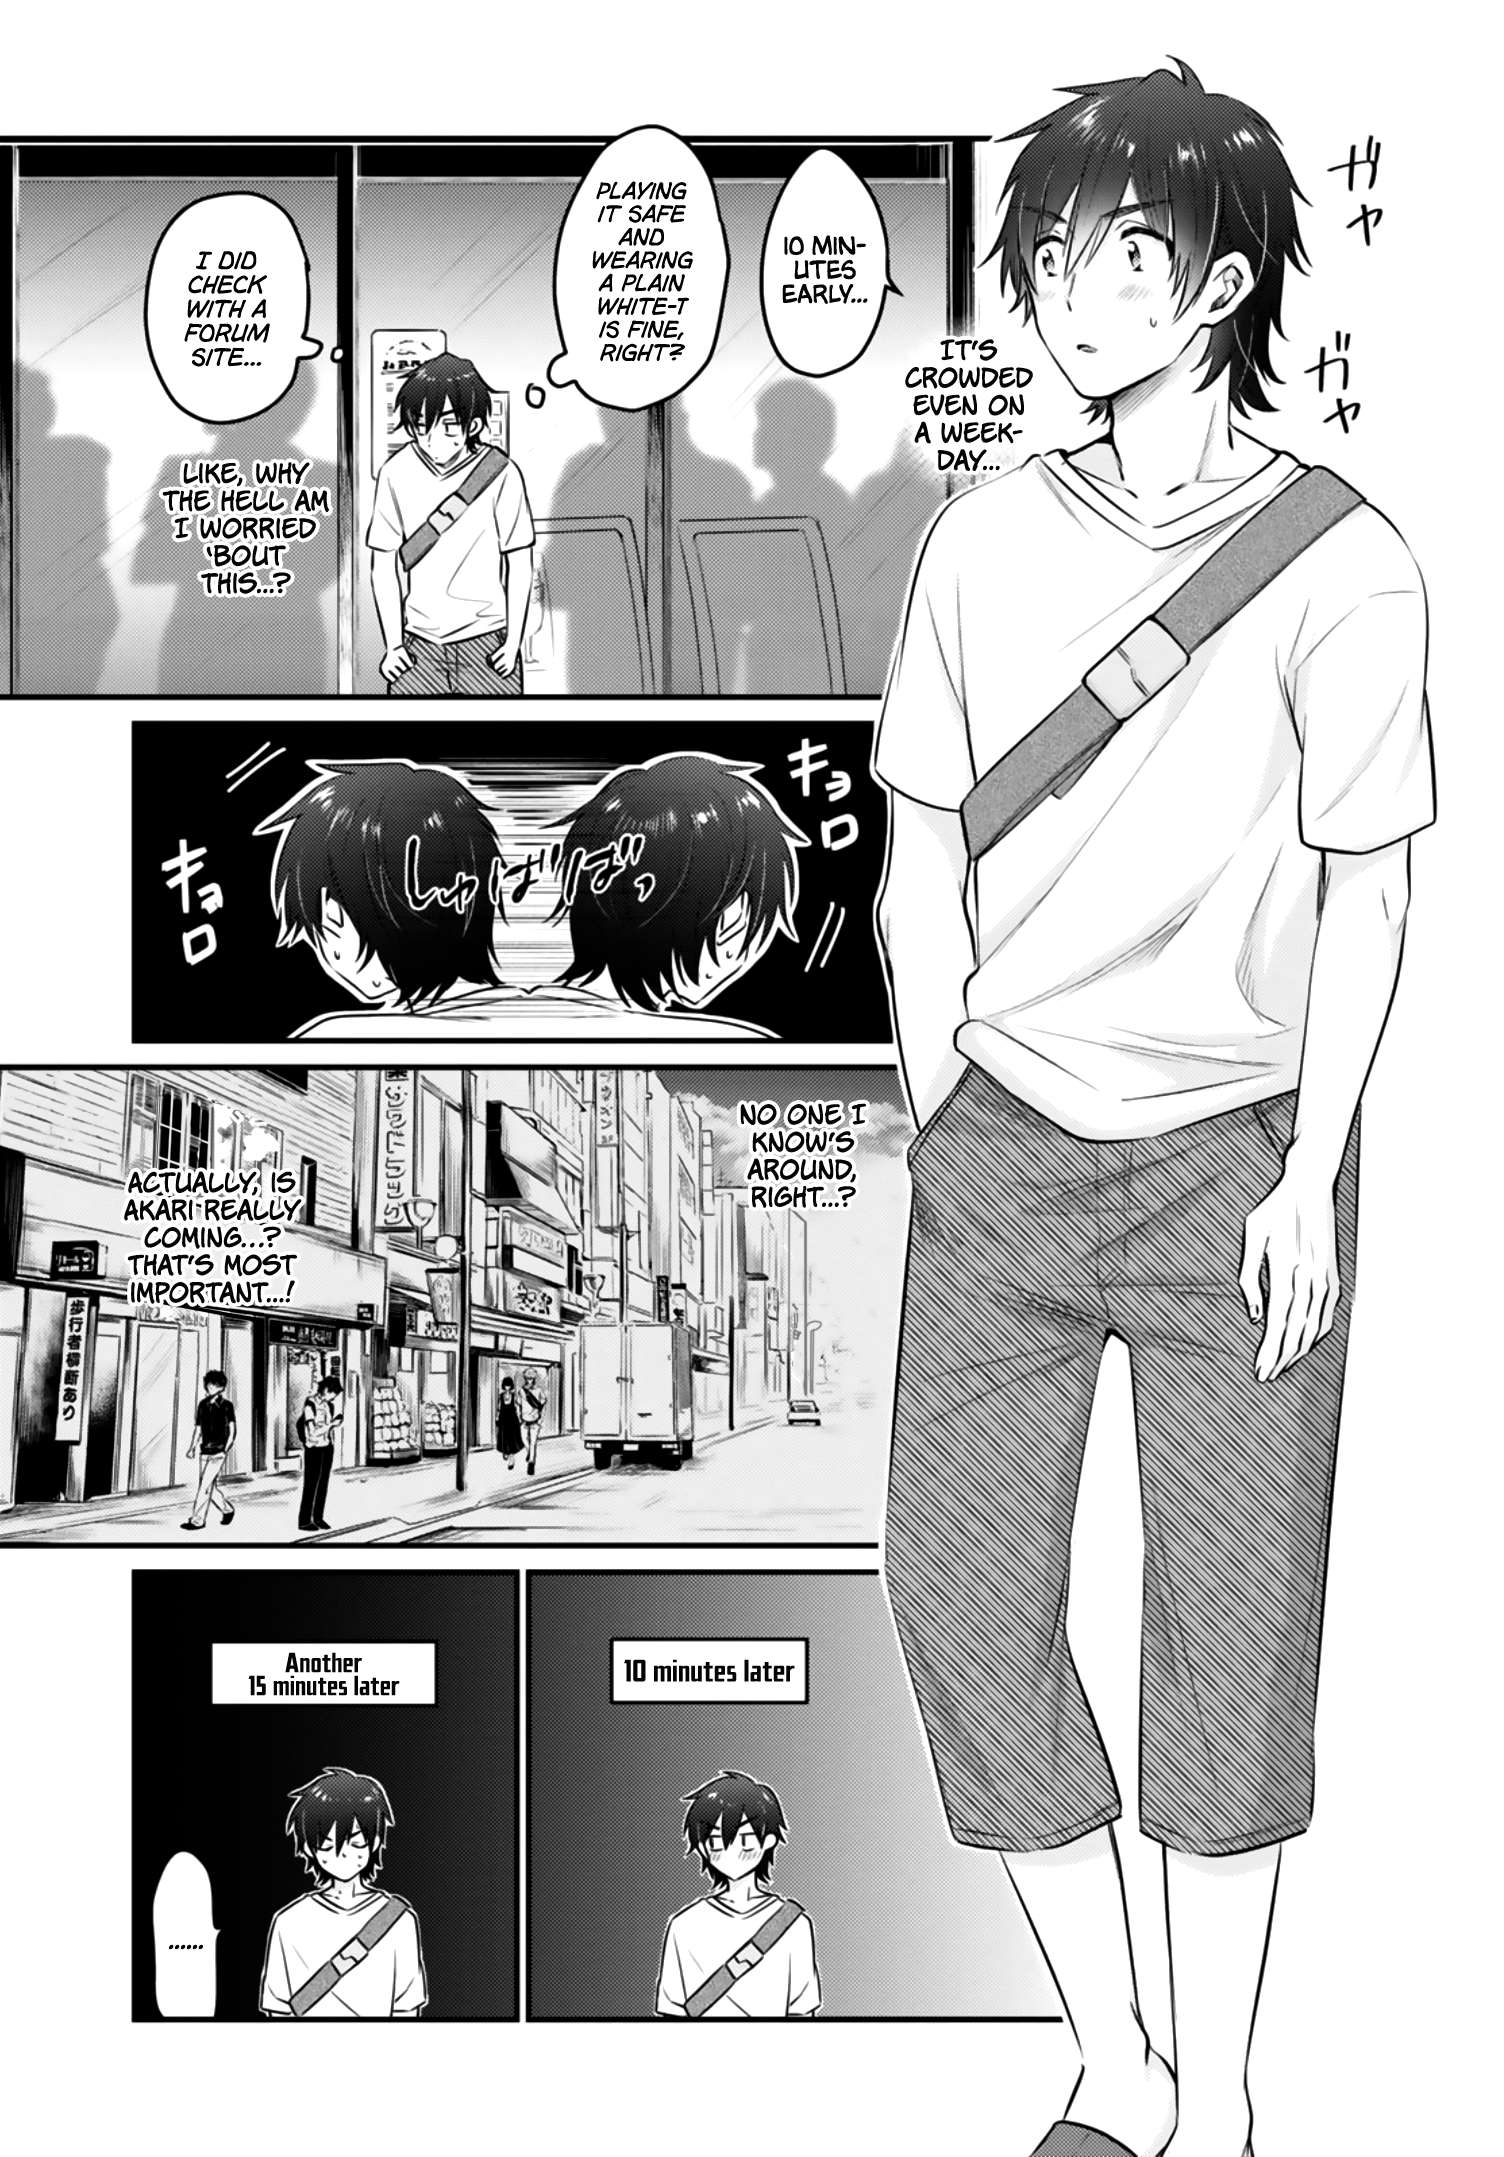 ガヤ
ガヤ
IT'S
CROWDED
EVEN ON
A WEEK-
DAY...
10 MIN-
UTES
EARLY...
PLAYING
IT SAFE
AND
WEARING
A PLAIN
WHITE-T
IS FINE,
RIGHT?
I DID
CHECK
WITH A
FORUM
SITE...
LIKE, WHY
THE HELL AM
I WORRIED
'BOUT
THIS...?
キョロ
しゅばばばっ
キョロ
NO ONE I
KNOW'S
AROUND,
RIGHT...?
ACTUALLY, IS
AKARI REALLY
COMING...?
THAT'S MOST
IMPORTANT...!
歩行者横断あり
10 minutes later
Another
15 minutes later
......